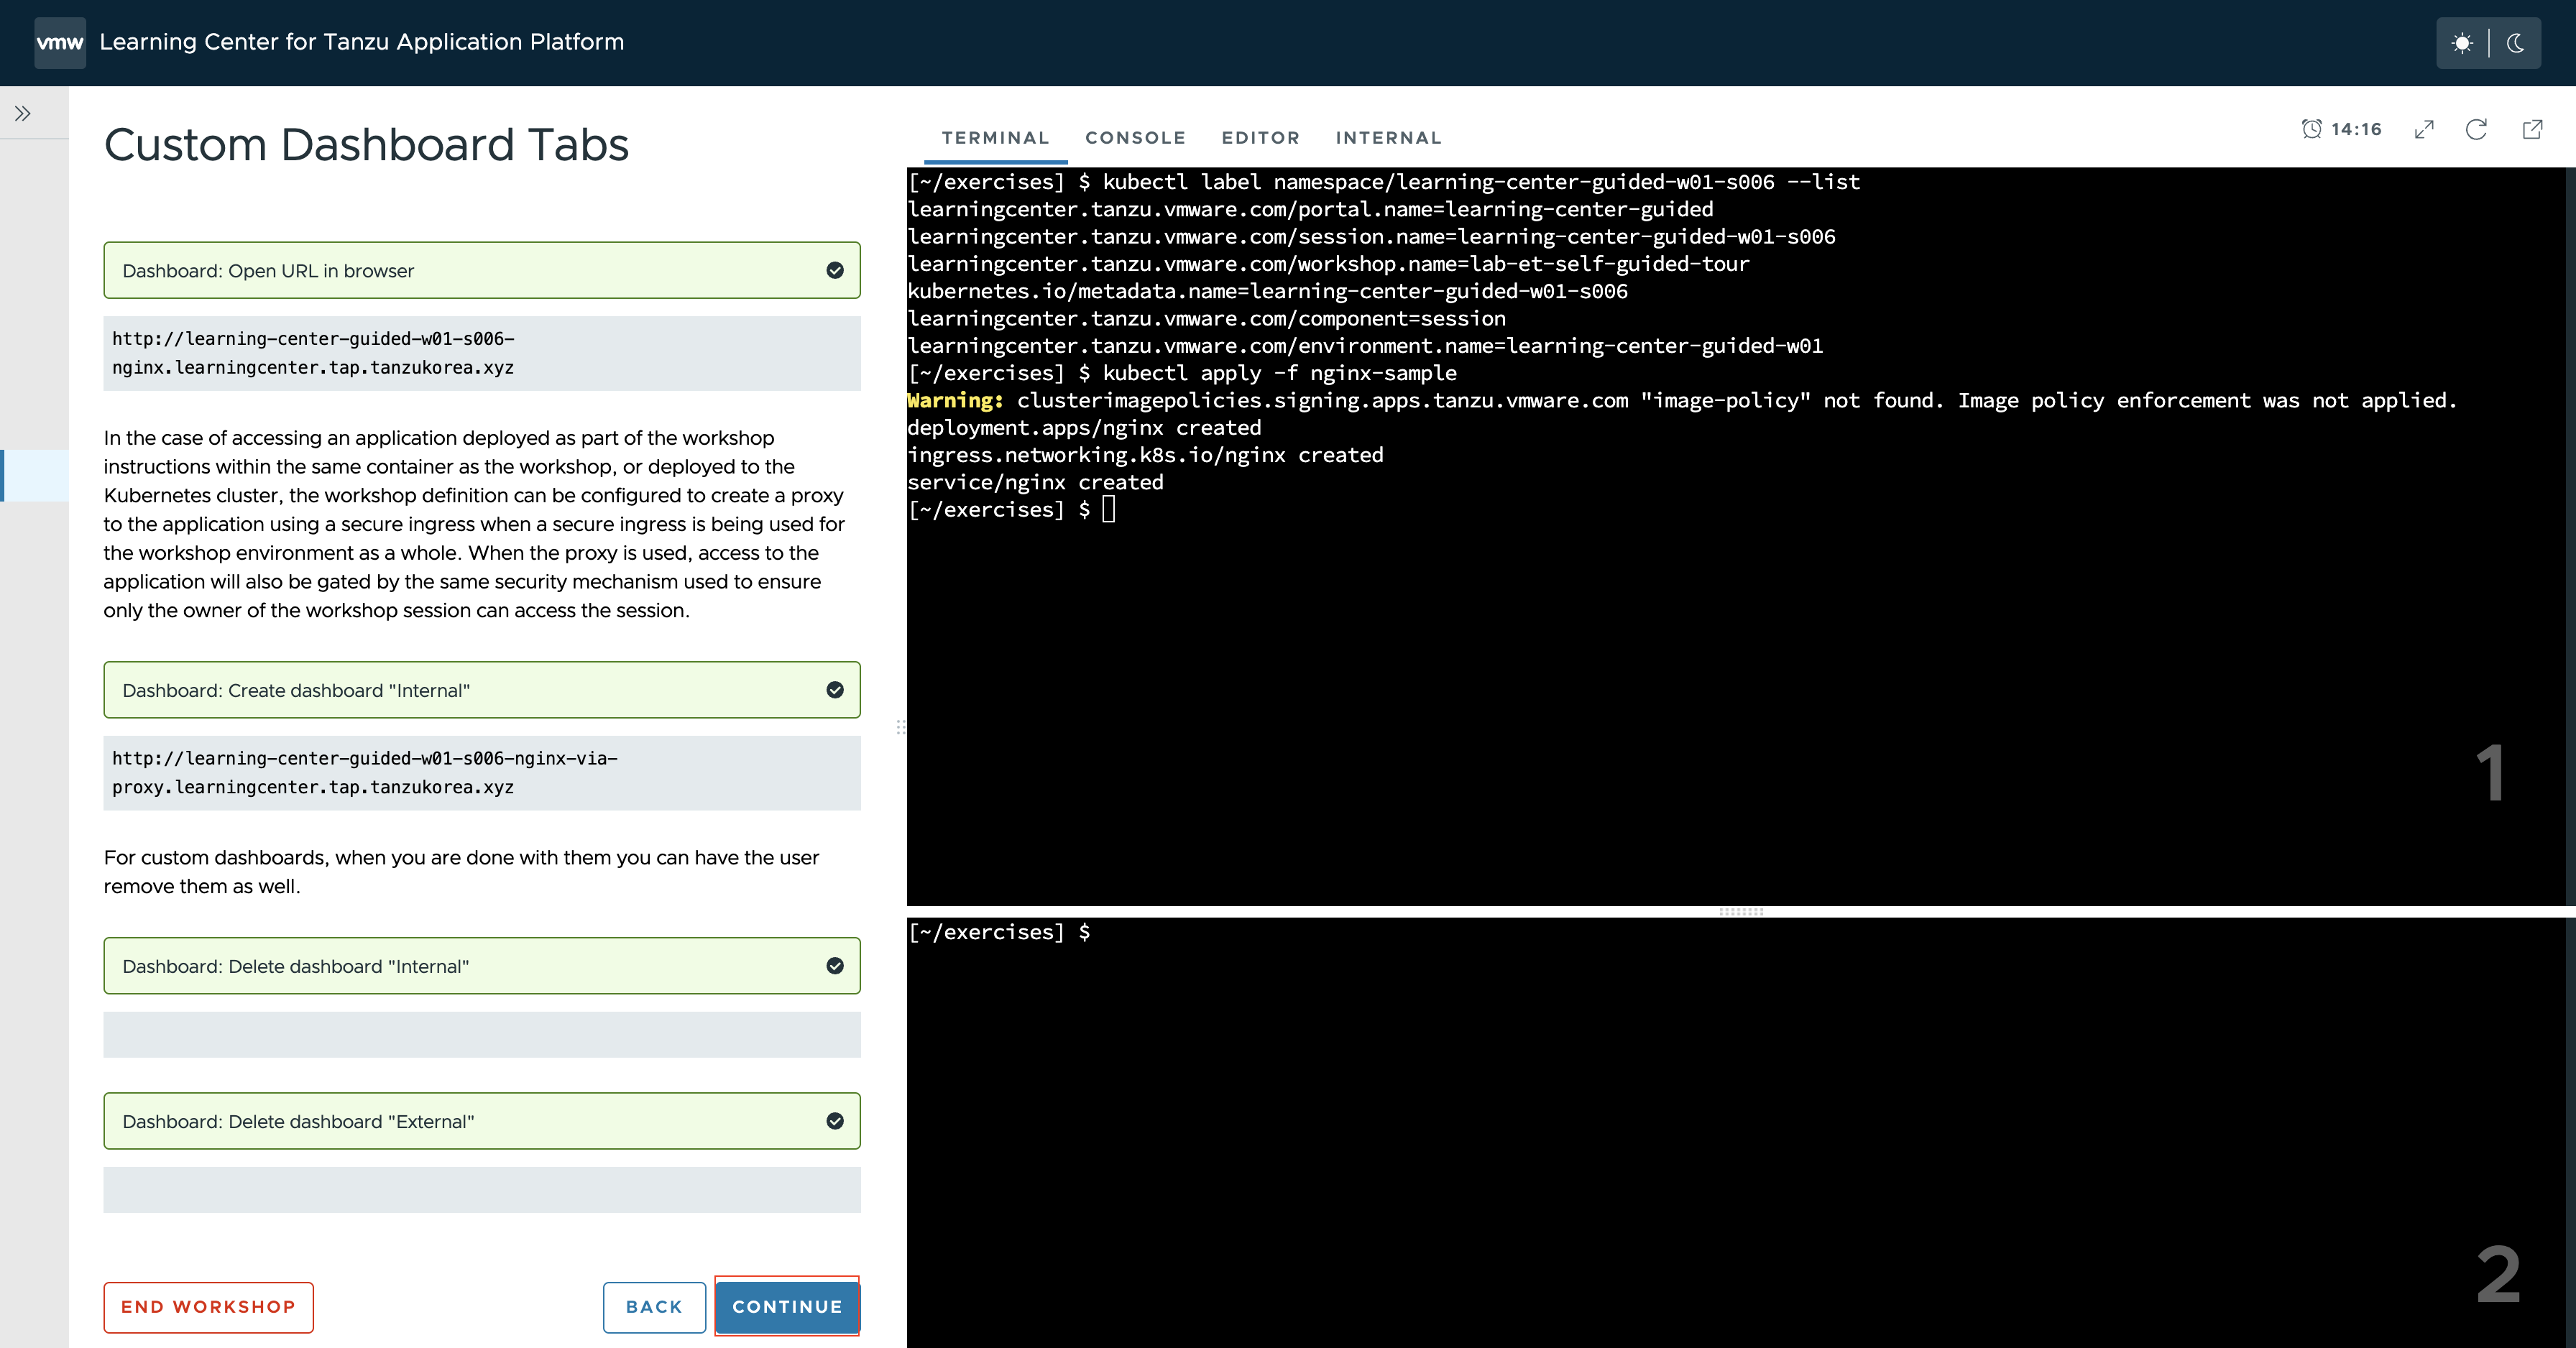 vmw Learning Center for Tanzu Application Platform
Custom Dashboard Tabs
Dashboard: Open URL in browser
http://learning-center-guided-w01-s006-
nginx.learningcenter.tap.tanzukorea.xyz
In the case of accessing an application deployed as part of the workshop
instructions within the same container as the workshop, or deployed to the
Kubernetes cluster, the workshop definition can be configured to create a proxy
to the application using a secure ingress when a secure ingress is being used for
the workshop environment as a whole. When the proxy is used, access to the
application will also be gated by the same security mechanism used to ensure
only the owner of the workshop session can access the session.
Dashboard: Create dashboard "Internal"
http://learning-center-guided-w01-s006-nginx-via-
proxy.learningcenter.tap.tanzukorea.xyz
For custom dashboards, when you are done with them you can have the user
remove them as well.
Dashboard: Delete dashboard "Internal"
Dashboard: Delete dashboard "External"
END WORKSHOP BACK CONTINUE
TERMINAL CONSOLE EDITOR INTERNAL 14:16
[~/exercises] $ kubectl label namespace/learning-center-guided-w01-s006 --list
learningcenter.tanzu.vmware.com/portal.name=learning-center-guided
learningcenter.tanzu.vmware.com/session.name=learning-center-guided-w01-s006
learningcenter.tanzu.vmware.com/workshop.name=lab-et-self-guided-tour
kubernetes.io/metadata.name=learning-center-guided-w01-s006
learningcenter.tanzu.vmware.com/component=session
learningcenter.tanzu.vmware.com/environment.name=learning-center-guided-w01
[~/exercises] $ kubectl apply -f nginx-sample
Warning: clusterimagepolicies.signing.apps.tanzu.vmware.com "image-policy" not found. Image policy enforcement was not applied.
deployment.apps/nginx created
ingress.networking.k8s.io/nginx created
service/nginx created
[~/exercises] $
1
[~/exercises] $
2